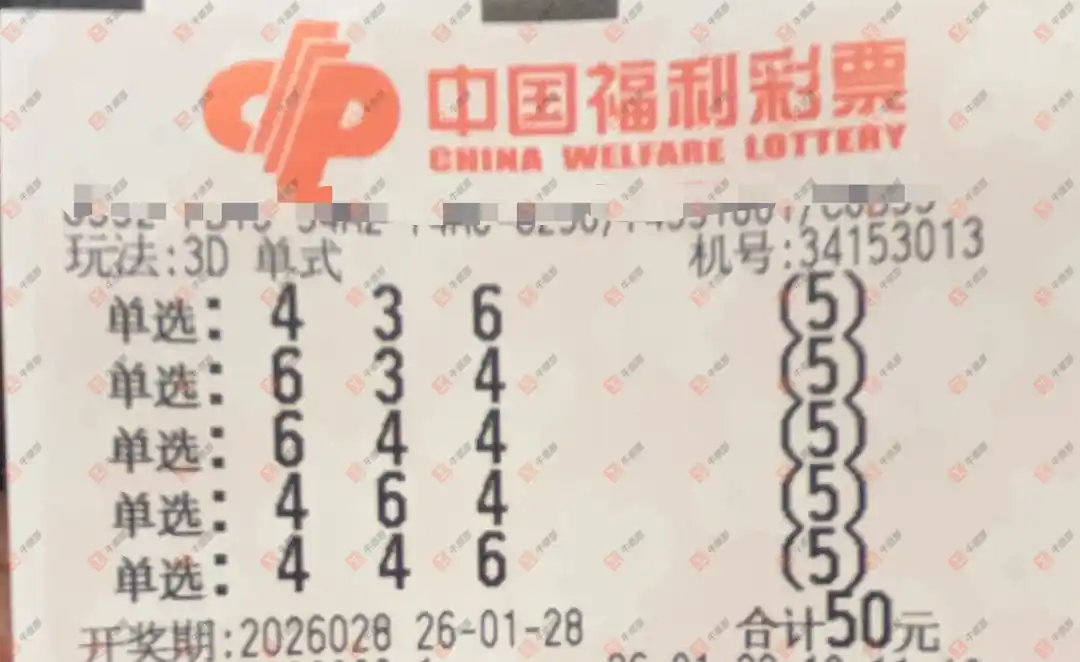 中国福利彩票
CHINA WELFARE LOTTERY
玩法:3D 单式 机号:34153013
单选: 4 3 6 (5)
单选: 6 3 4 (5)
单选: 6 4 4 (5)
单选: 4 6 4 (5)
单选: 4 4 6 (5)
开奖期:2026028 26-01-28 合计50元